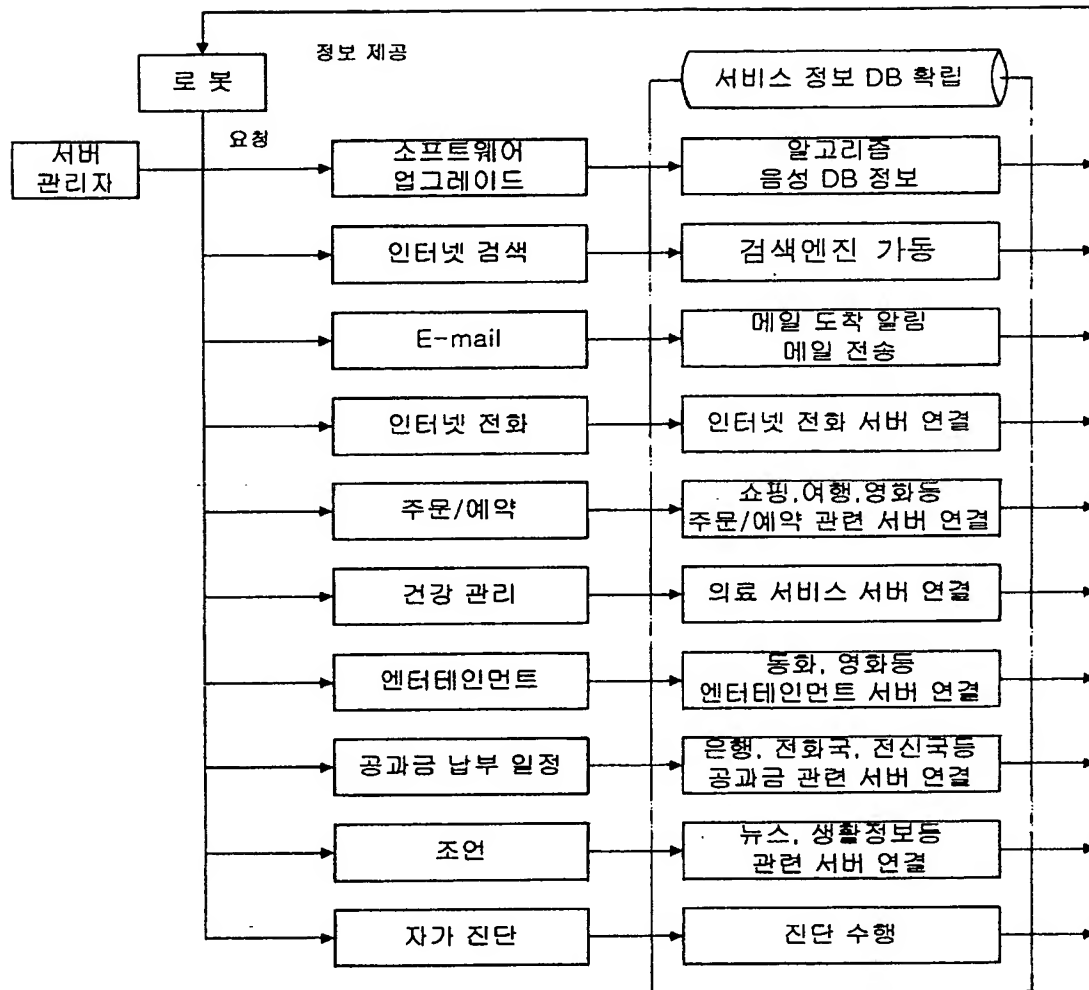 정보 제공
로 봇
서비스 정보 DB 확립
요청
서버
관리자
소프트웨어
업그레이드
알고리즘
음성 DB 정보
인터넷 검색
검색엔진 가동
E-mail
메일 도착 알림
메일 전송
인터넷 전화
인터넷 전화 서버 연결
주문/예약
쇼핑,여행,영화등
주문/예약 관련 서버 연결
건강 관리
의료 서비스 서버 연결
엔터테인먼트
동화, 영화등
엔터테인먼트 서버 연결
공과금 납부 일정
은행, 전화국, 전신국등
공과금 관련 서버 연결
조언
뉴스, 생활정보등
관련 서버 연결
자가 진단
진단 수행